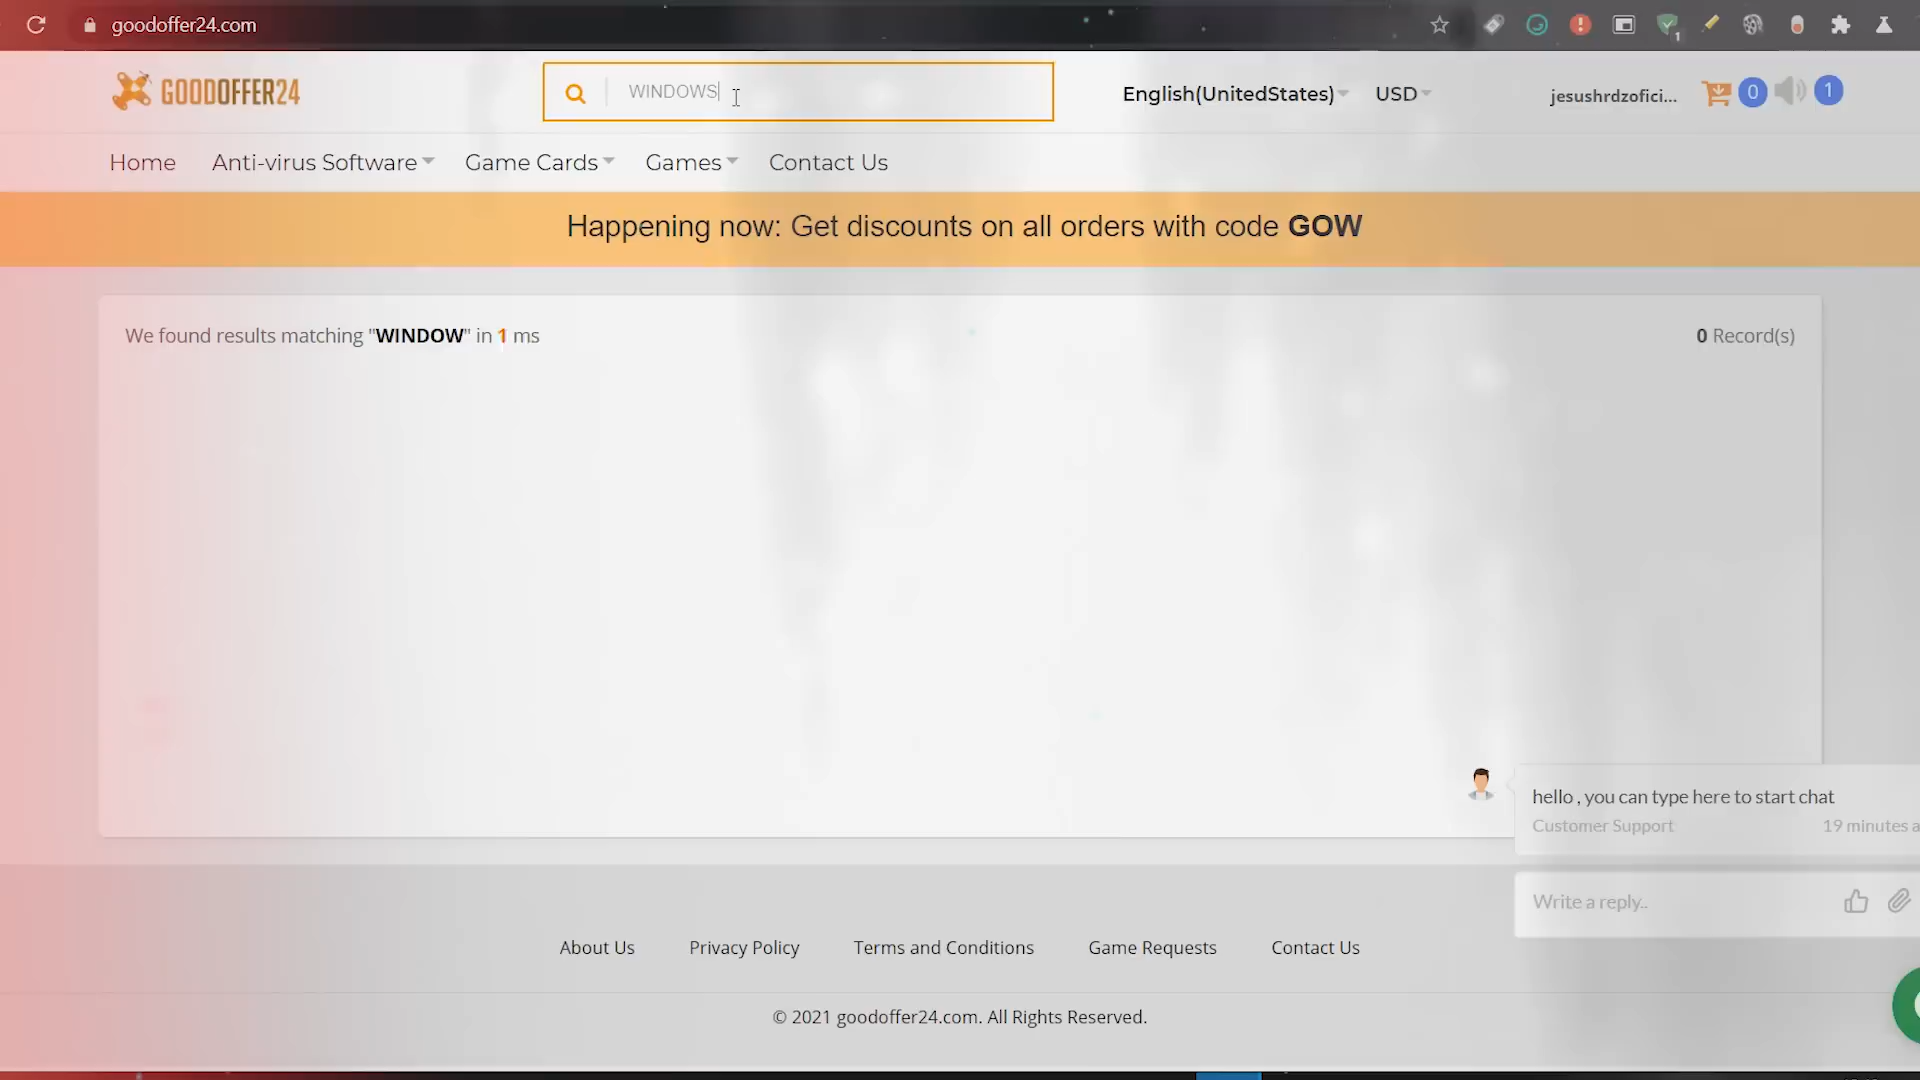 goodoffer24.com
1
GOODOFFER24
WINDOWS
English(UnitedStates)
USD
jesushrdzofici...
0
1
Home
Anti-virus Software
Game Cards
Games
Contact Us
Happening now: Get discounts on all orders with code GOW
We found results matching "WINDOW" in 1 ms
0 Record(s)
hello , you can type here to start chat
Customer Support
19 minutes a
Write a reply..
About Us
Privacy Policy
Terms and Conditions
Game Requests
Contact Us
© 2021 goodoffer24.com. All Rights Reserved.